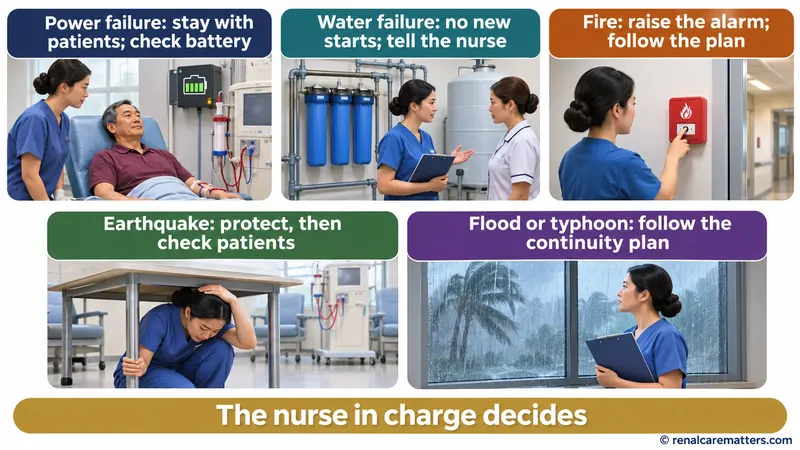 Power failure: stay with
patients; check battery
Water failure: no new
starts; tell the nurse
Fire: raise the alarm;
follow the plan
Earthquake: protect, then
check patients
Flood or typhoon: follow the
continuity plan
The nurse in charge decides
© renalcarematters.com